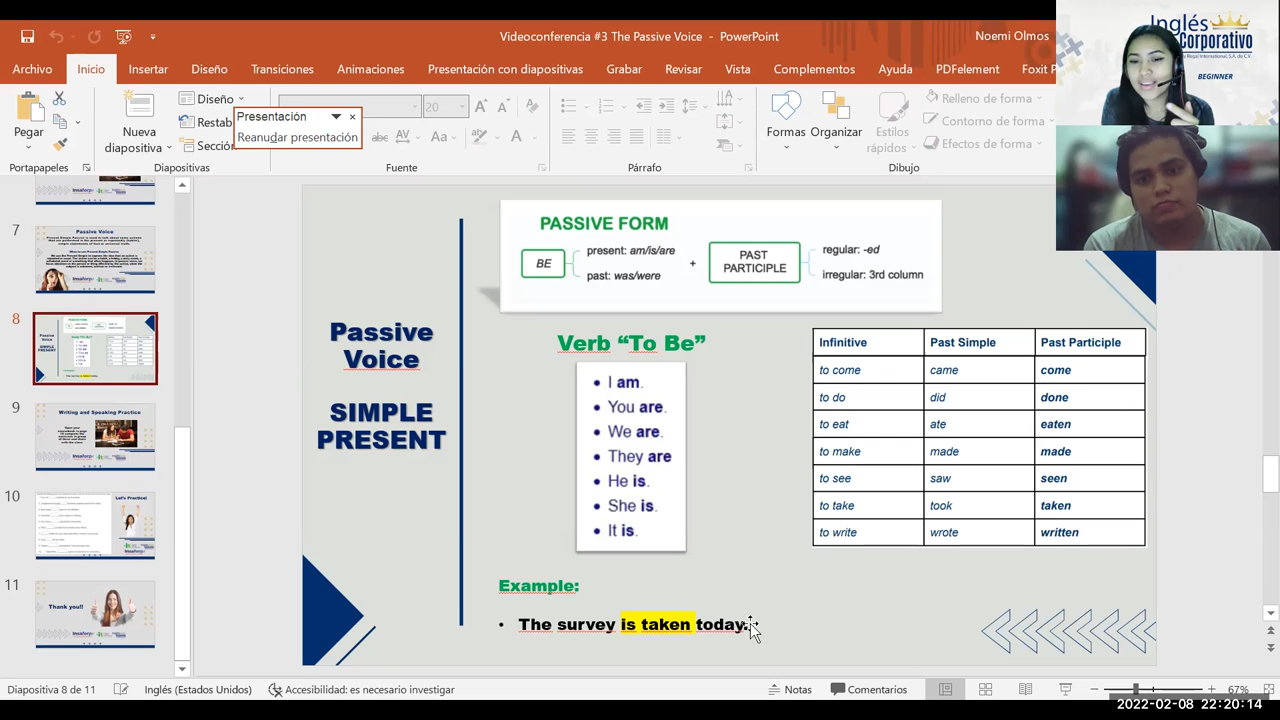 Videoconferencia #3 The Passive Voice - PowerPoint
Noemi Olmos
Inglés
Corporativo
BEGINNER
Archivo Inicio Insertar Diseño Transiciones Animaciones Presentación con diapositivas Grabar Revisar Vista Complementos Ayuda PDFelement Foxit P
Pegar
Portapapeles
Nueva
diapositiva
Diseño
Restab
Sección
Diapositivas
Presentación
Reanudar presentación
20
Aa
Fuente
Párrafo
Formas
Organizar
Estilos
rápidos
Relleno de forma
Contorno de forma
Efectos de forma
Dibujo
7
Passive Voice
8
9
Writing and Speaking Practice
10
Let's Practice!
11
Thank you!!
PASSIVE FORM
BE
present: am/is/are
past: was/were
+
PAST
PARTICIPLE
regular: -ed
irregular: 3rd column
Passive
Voice
SIMPLE
PRESENT
Verb “To Be”
• I am.
• You are.
• We are.
• They are
• He is.
• She is.
• It is.
Infinitive Past Simple Past Participle
to come came come
to do did done
to eat ate eaten
to make made made
to see saw seen
to take took taken
to write wrote written
Example:
• The survey is taken today.
Diapositiva 8 de 11 Inglés (Estados Unidos) Accesibilidad: es necesario investigar Notas Comentarios 67%
2022-02-08 22:20:14